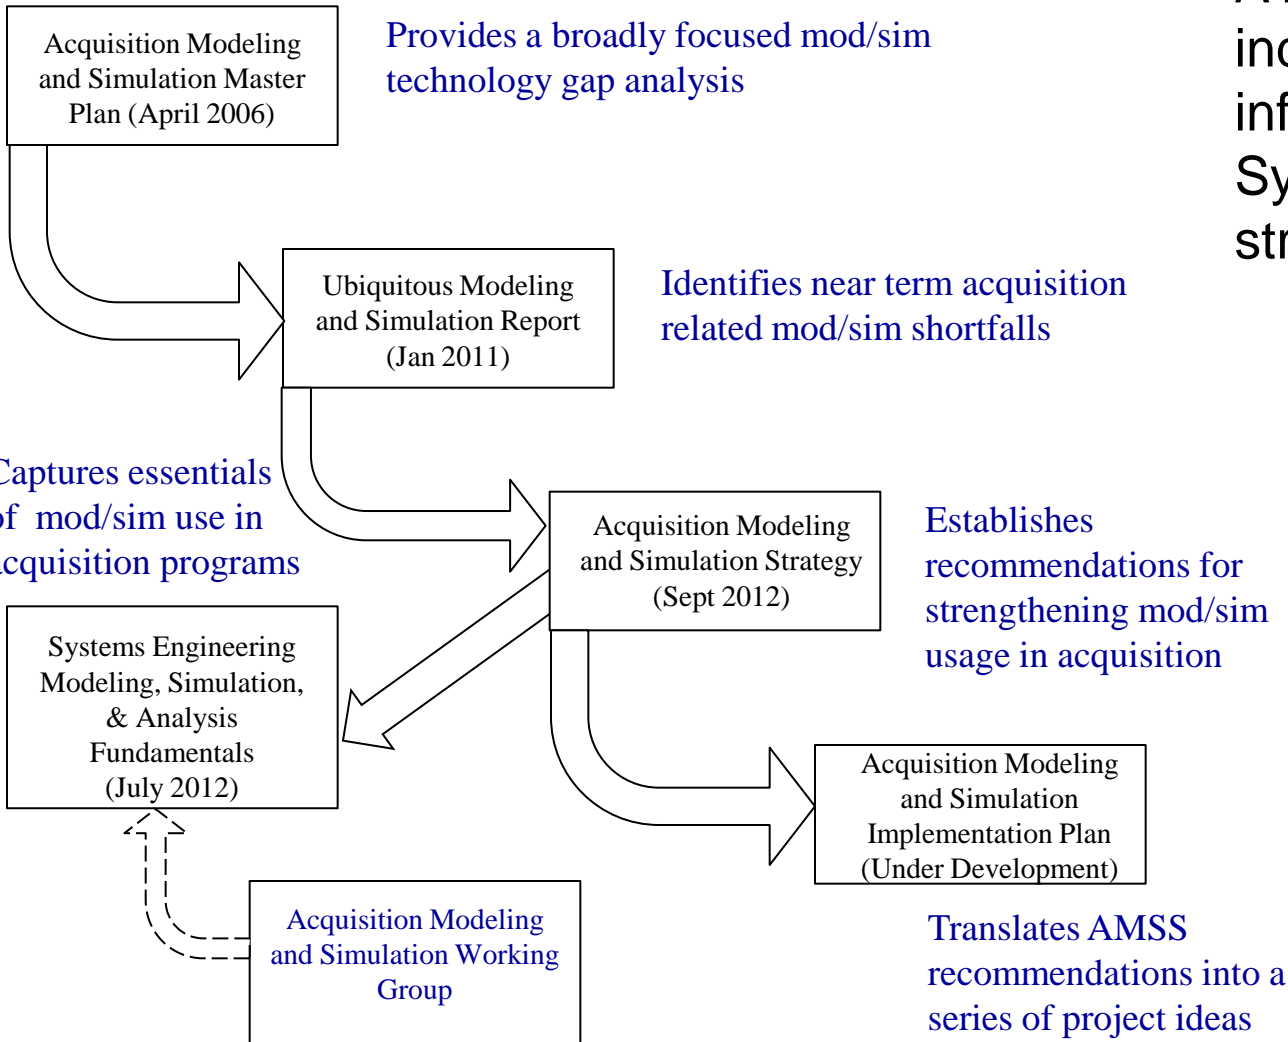 Acquisition Modeling
and Simulation Master
Plan (April 2006)
Provides a broadly focused mod/sim
technology gap analysis
Ubiquitous Modeling
and Simulation Report
(Jan 2011)
Identifies near term acquisition
related mod/sim shortfalls
Captures essentials
of mod/sim use in
acquisition programs
Acquisition Modeling
and Simulation Strategy
(Sept 2012)
Establishes
recommendations for
strengthening mod/sim
usage in acquisition
Systems Engineering
Modeling, Simulation,
& Analysis
Fundamentals
(July 2012)
Acquisition Modeling
and Simulation
Implementation Plan
(Under Development)
Acquisition Modeling
and Simulation Working
Group
Translates AMSS
recommendations into a
series of project ideas